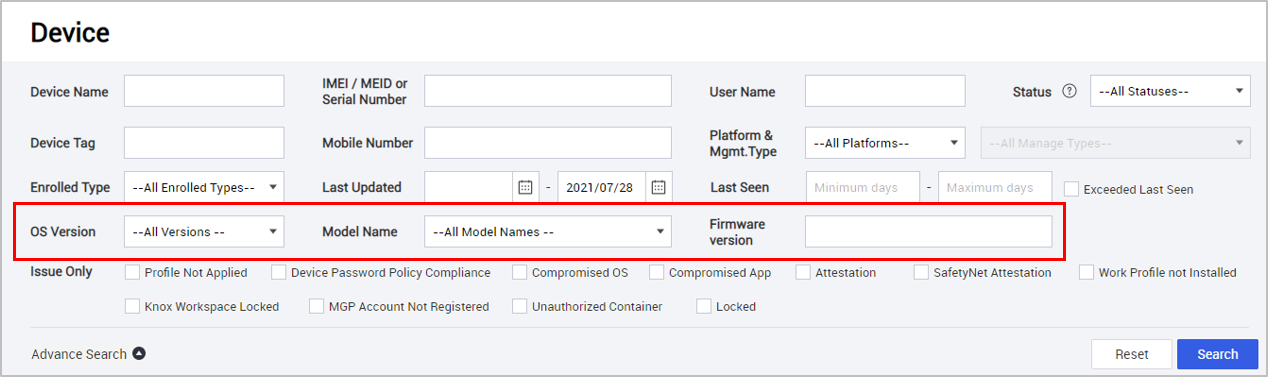 Device
Device Name
IMEI / MEID or
Serial Number
User Name
Status ? --All Statuses--
Device Tag
Mobile Number
Platform &
Mgmt.Type
--All Platforms-- --All Manage Types--
Enrolled Type --All Enrolled Types-- Last Updated - 2021/07/28 Last Seen Minimum days - Maximum days Exceeded Last Seen
OS Version --All Versions -- Model Name --All Model Names --
Firmware
version
Issue Only Profile Not Applied Device Password Policy Compliance Compromised OS Compromised App Attestation SafetyNet Attestation Work Profile not Installed
Knox Workspace Locked MGP Account Not Registered Unauthorized Container Locked
Advance Search Reset Search